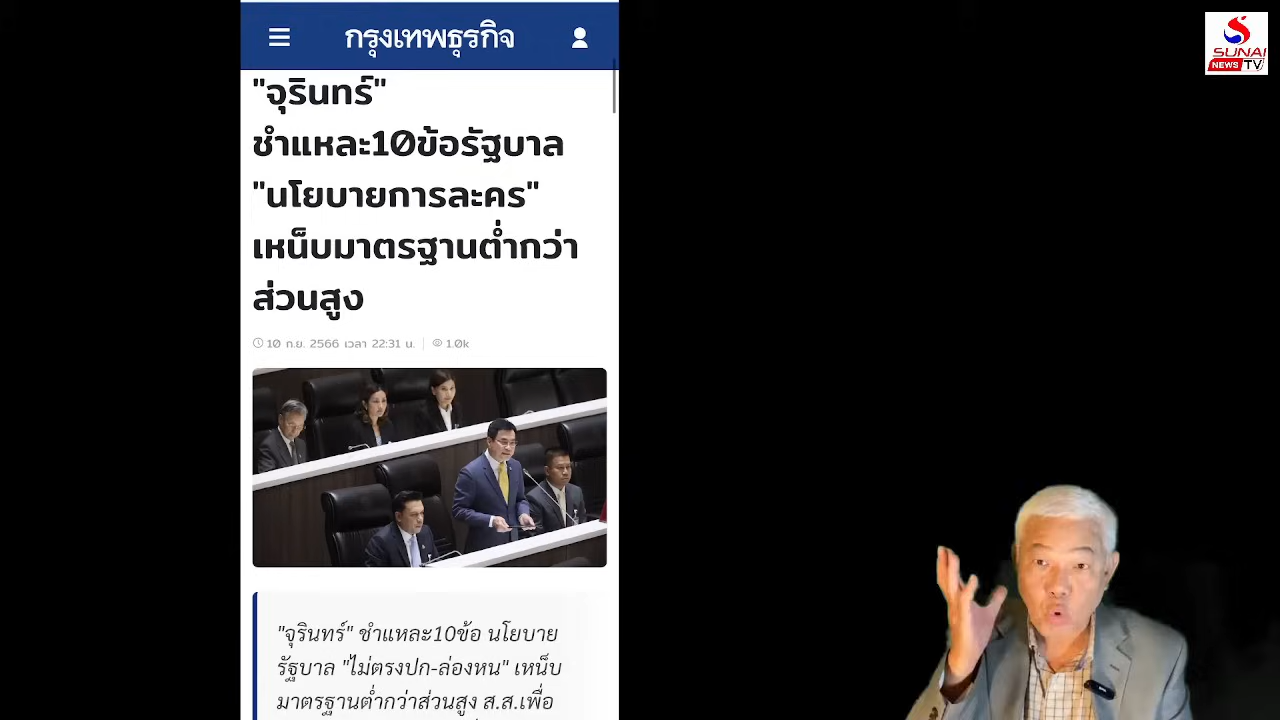 กรุงเทพธุรกิจ
SUNAI
NEWS TV
"จุรินทร์"
ชำแหละ10ข้อรัฐบาล
"นโยบายการละคร"
เหน็บมาตรฐานต่ำกว่า
ส่วนสูง
10 ก.ย. 2566 เวลา 22:31 น. 1.0k
"จุรินทร์" ชำแหละ10ข้อ นโยบาย
รัฐบาล "ไม่ตรงปก-ล่องหน" เหน็บ
มาตรฐานต่ำกว่าส่วนสูง ส.ส.เพื่อ